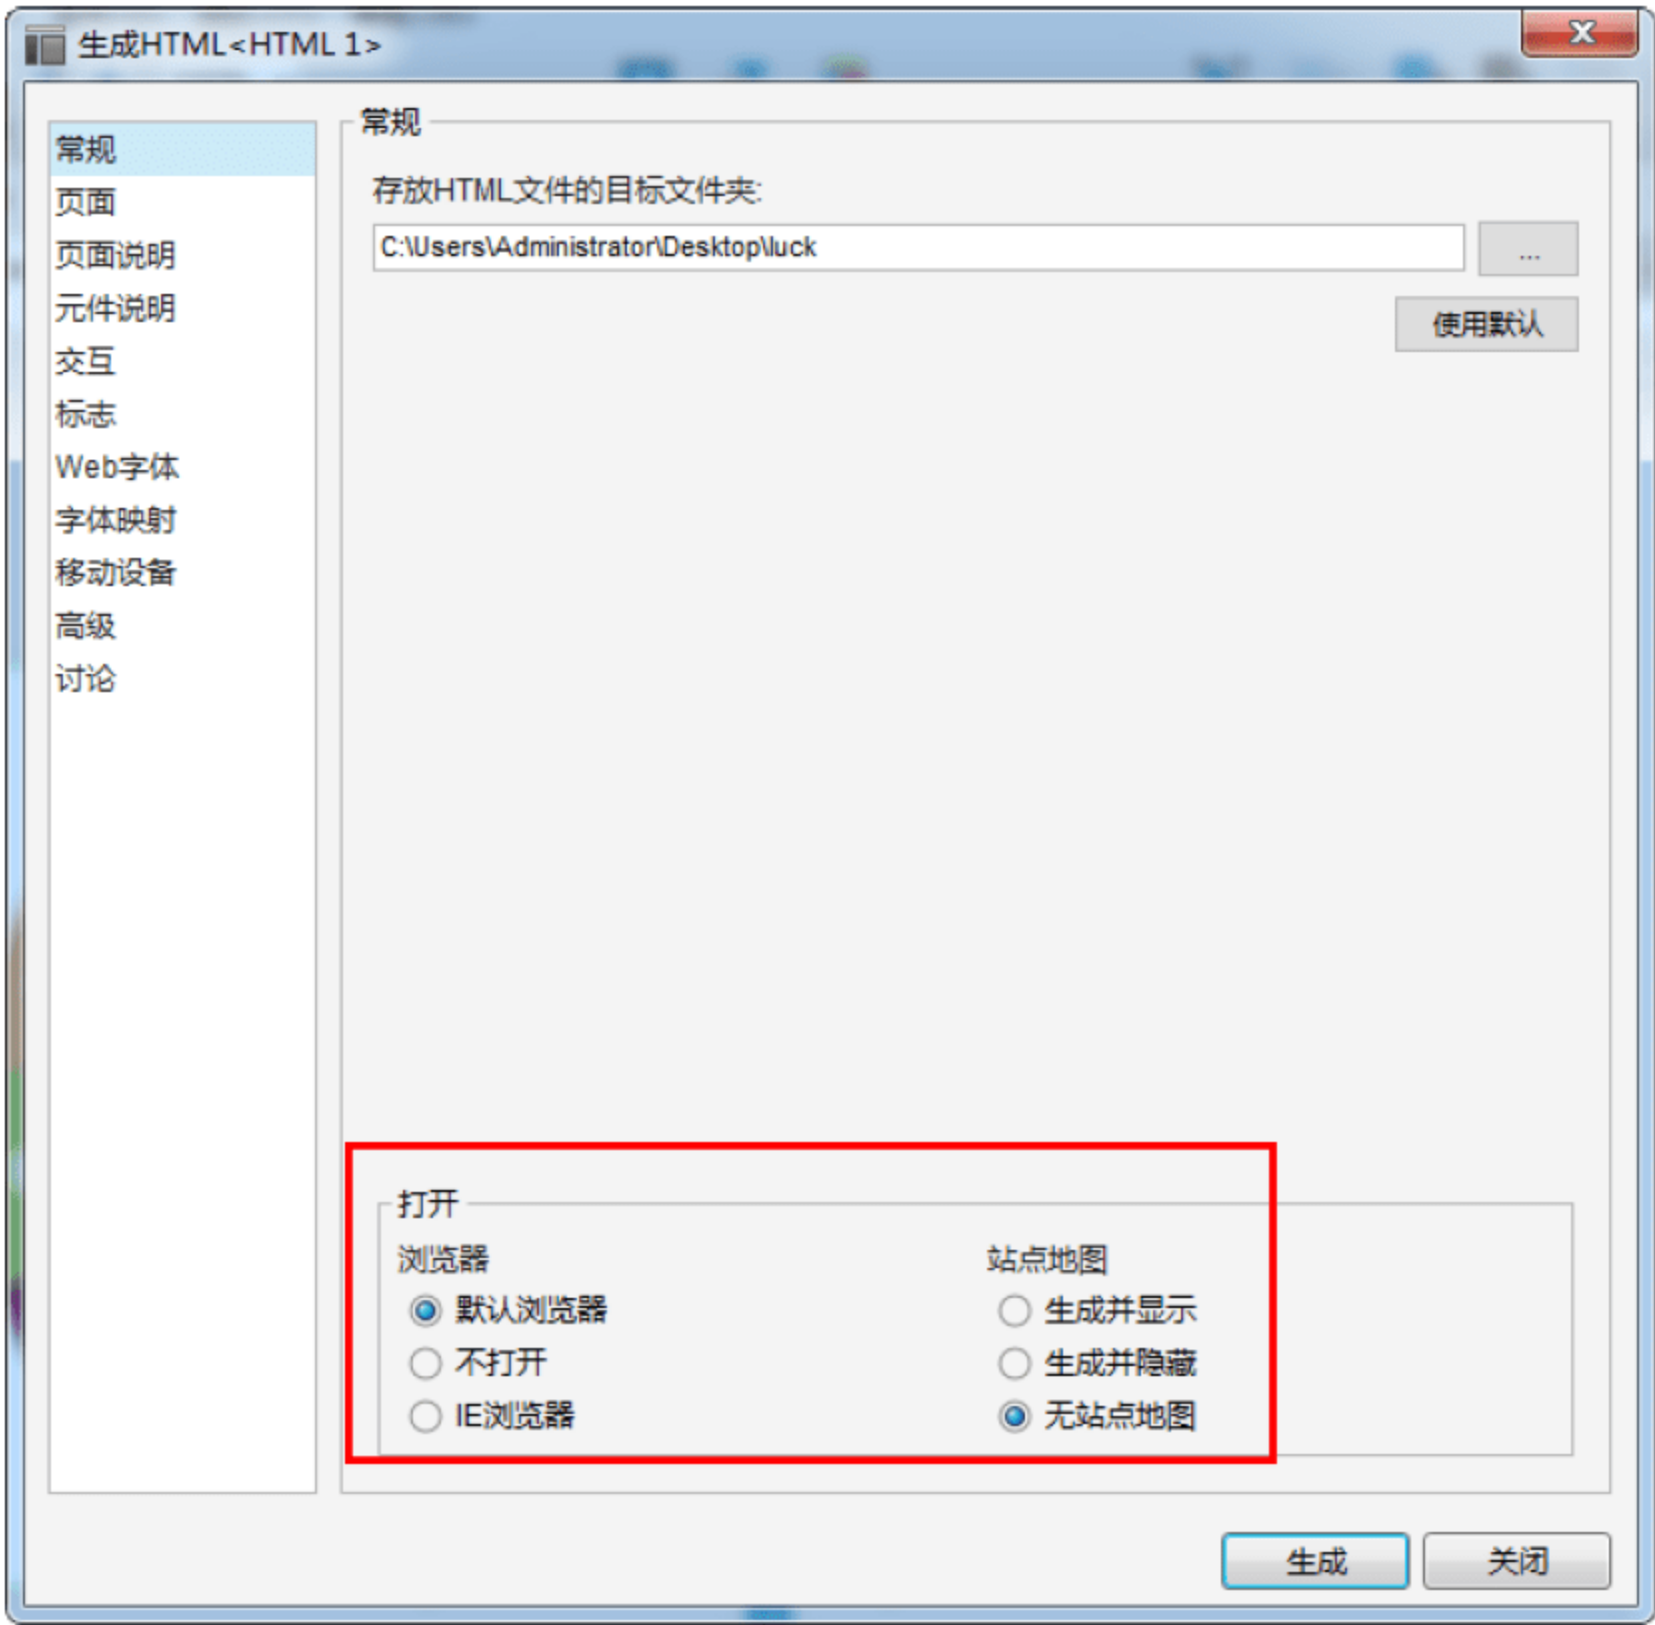 生成HTML<HTML 1>
常规
页面
页面说明
元件说明
交互
标志
Web字体
字体映射
移动设备
高级
讨论
常规
存放HTML文件的目标文件夹:
C:\Users\Administrator\Desktop\luck
...
使用默认
打开
浏览器
默认浏览器
不打开
IE浏览器
站点地图
生成并显示
生成并隐藏
无站点地图
生成
关闭